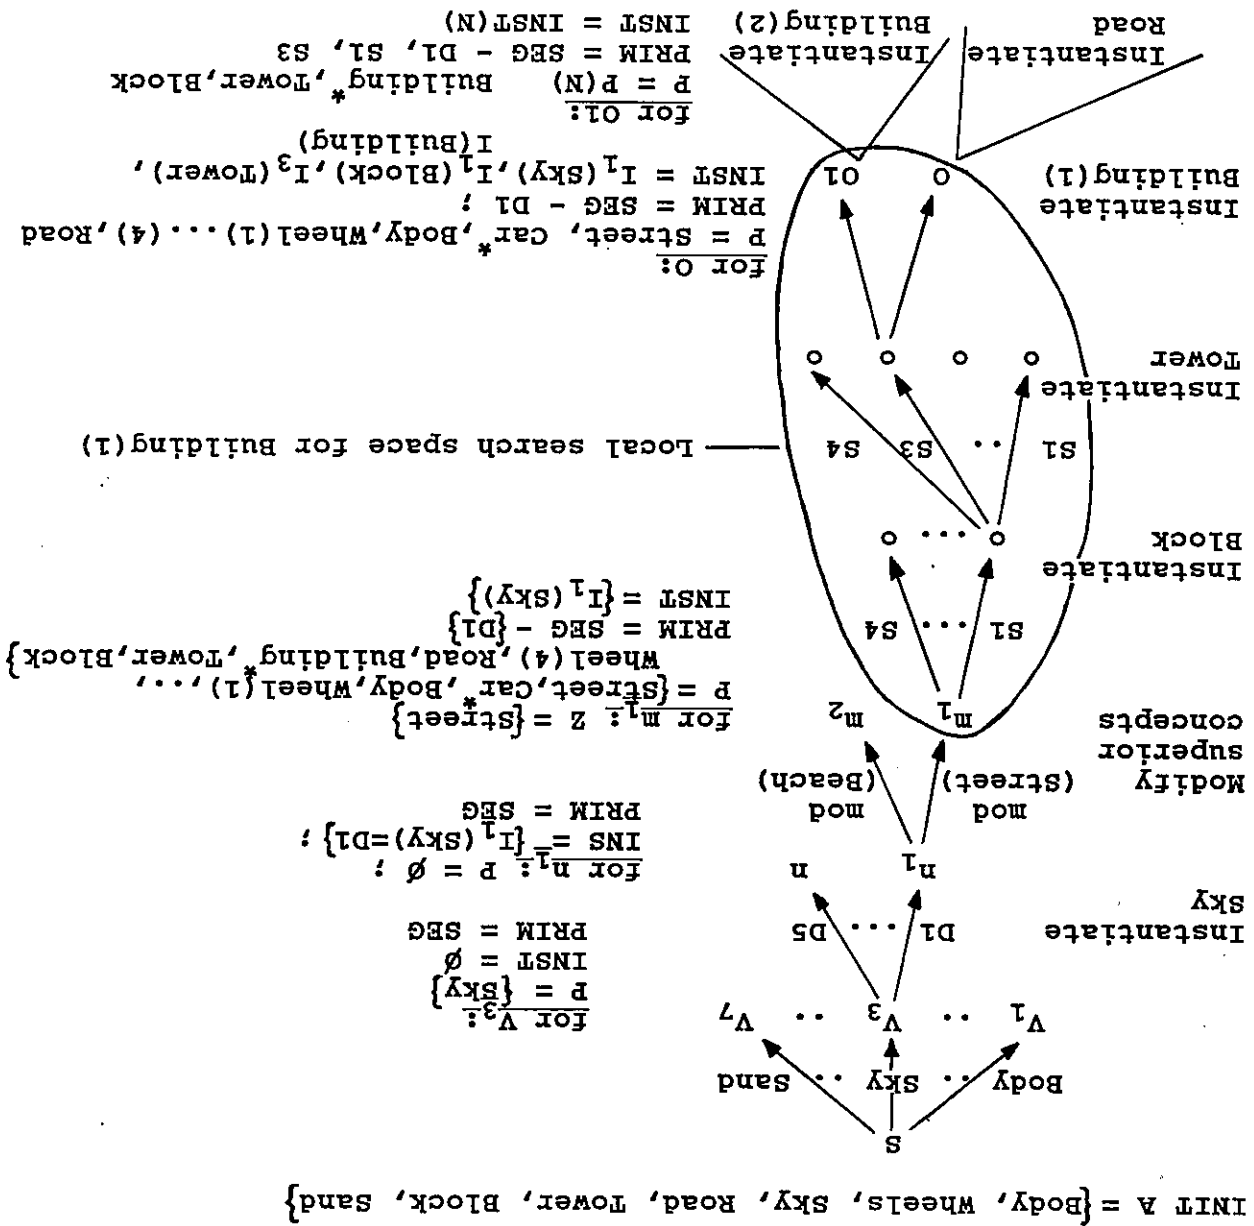 INIT A = {Body, Wheels, Sky, Road, Tower, Block, Sand}
S
Body .. Sky .. Sand
V1 .. V3 .. V7
for V3:
P = {Sky}
INST = Ø
PRIM = SEG
Instantiate
Sky
D1 ... D5
n1 n
for n1: P = Ø ;
INS = {I1(Sky)=D1} ;
PRIM = SEG
mod
(Street)
mod
(Beach)
Modify
superior
concepts
m1 m2
for m1: Z = {Street}
P = {Street,Car*,Body,Wheel(1),..,
Wheel(4),Road,Building*,Tower,Block}
PRIM = SEG - {D1}
INST = {I1(Sky)}
S1 ... S4
Instantiate
Block
S1 .. S3 S4
Local search space for Building(1)
Instantiate
Tower
Instantiate
Building(1)
O O1
for O:
P = Street, Car*,Body,Wheel(1)...(4),Road
PRIM = SEG - D1 ;
INST = I1(Sky),I1(Block),I3(Tower),
I(Building)
for O1:
P = P(N) Building*,Tower,Block
PRIM = SEG - D1, S1, S3
INST = INST(N)
Instantiate
Road
Instantiate
Building(2)
Instantiate